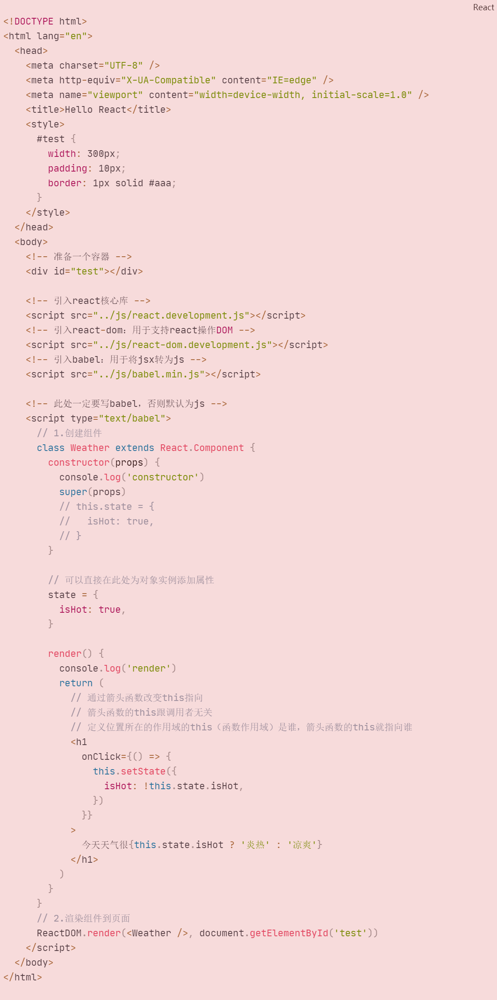 React
<!DOCTYPE html>
<html lang="en">
  <head>
    <meta charset="UTF-8" />
    <meta http-equiv="X-UA-Compatible" content="IE=edge" />
    <meta name="viewport" content="width=device-width, initial-scale=1.0" />
    <title>Hello React</title>
    <style>
      #test {
        width: 300px;
        padding: 10px;
        border: 1px solid #aaa;
      }
    </style>
  </head>
  <body>
    <!-- 准备一个容器 -->
    <div id="test"></div>

    <!-- 引入react核心库 -->
    <script src="../js/react.development.js"></script>
    <!-- 引入react-dom：用于支持react操作DOM -->
    <script src="../js/react-dom.development.js"></script>
    <!-- 引入babel：用于将jsx转为js -->
    <script src="../js/babel.min.js"></script>

    <!-- 此处一定要写babel，否则默认为js -->
    <script type="text/babel">
      // 1.创建组件
      class Weather extends React.Component {
        constructor(props) {
          console.log('constructor')
          super(props)
          // this.state = {
          //   isHot: true,
          // }
        }

        // 可以直接在此处为对象实例添加属性
        state = {
          isHot: true,
        }

        render() {
          console.log('render')
          return (
            // 通过箭头函数改变this指向
            // 箭头函数的this跟调用者无关
            // 定义位置所在的作用域的this（函数作用域）是谁，箭头函数的this就指向谁
            <h1
              onClick={() => {
                this.setState({
                  isHot: !this.state.isHot,
                })
              }}
            >
              今天天气很{this.state.isHot ? '炎热' : '凉爽'}
            </h1>
          )
        }
      }
      // 2.渲染组件到页面
      ReactDOM.render(<Weather />, document.getElementById('test'))
    </script>
  </body>
</html>